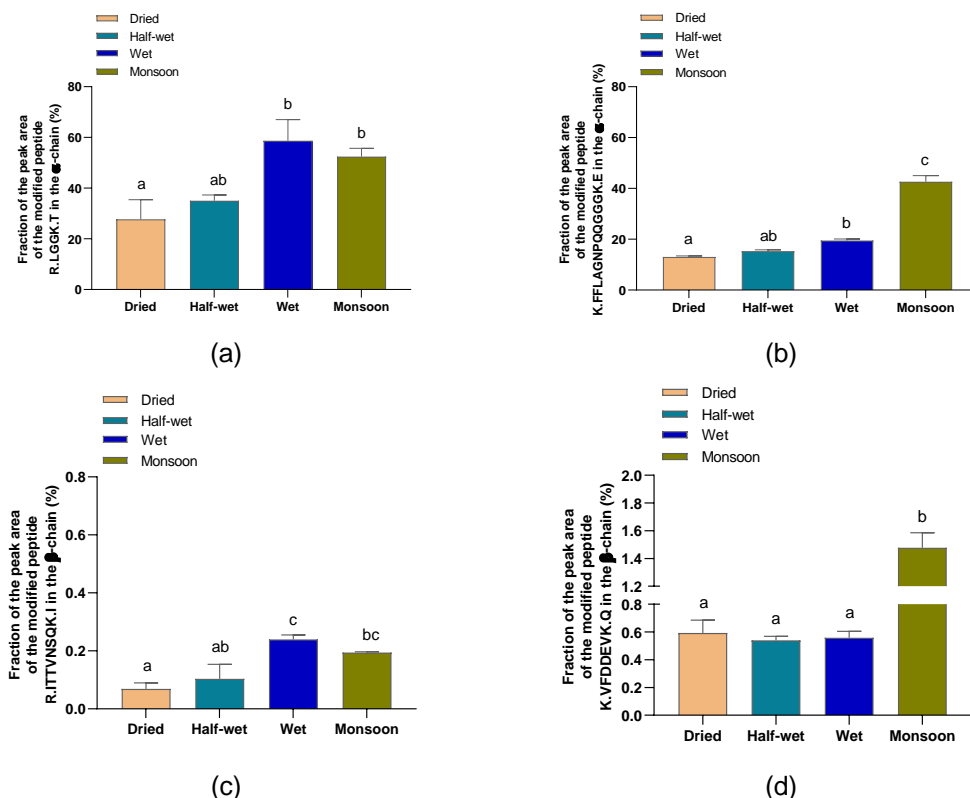 Dried
Half-wet
Wet
Monsoon
Fraction of the peak area
of the modified peptide
R.LGGK.T in the α-chain (%)
80
60
40
20
0
a
ab
b
b
Dried
Half-wet
Wet
Monsoon
(a)
Dried
Half-wet
Wet
Monsoon
Fraction of the peak area
of the modified peptide
K.FFLAGNPQQGGGK.E in the α-chain (%)
80
60
40
20
0
a
ab
b
c
Dried
Half-wet
Wet
Monsoon
(b)
Dried
Half-wet
Wet
Monsoon
Fraction of the peak area
of the modified peptide
R.ITTVNSQK.I in the β-chain (%)
0.8
0.6
0.4
0.2
0.0
a
ab
c
bc
Dried
Half-wet
Wet
Monsoon
(c)
Dried
Half-wet
Wet
Monsoon
Fraction of the peak area
of the modified peptide
K.VFDDEVK.Q in the β-chain (%)
2.0
1.8
1.6
1.4
1.2
0.8
0.6
0.4
0.2
0.0
a
a
a
b
Dried
Half-wet
Wet
Monsoon
(d)